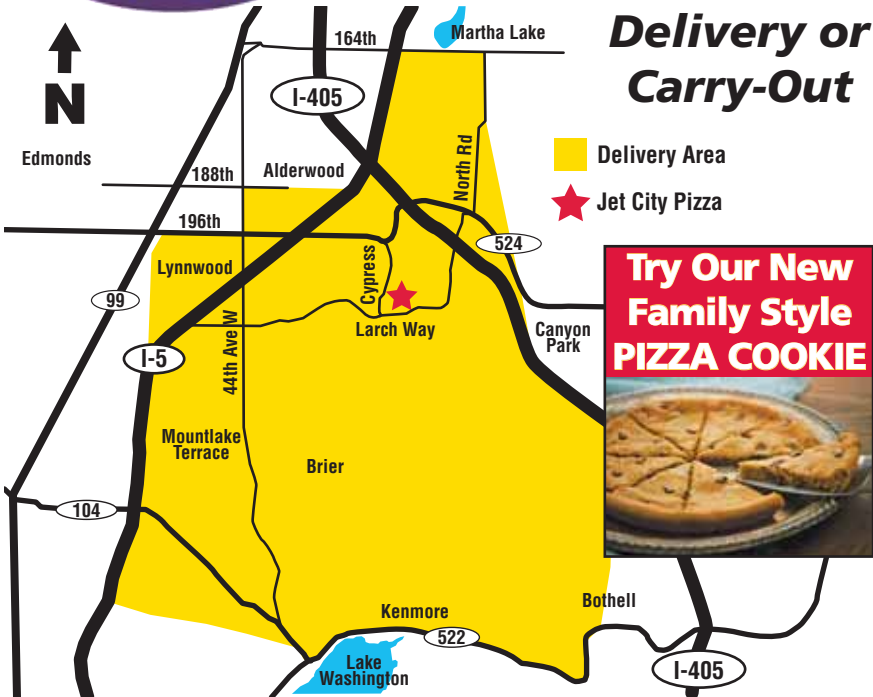 Delivery or
Carry-Out
Delivery Area
Jet City Pizza
Try Our New
Family Style
PIZZA COOKIE
N
164th
Martha Lake
I-405
Edmonds
188th
Alderwood
North Rd
196th
524
Lynnwood
Cypress
99
Larch Way
Canyon
Park
I-5
44th Ave W
Mountlake
Terrace
Brier
104
Kenmore
Bothell
522
Lake
Washington
I-405